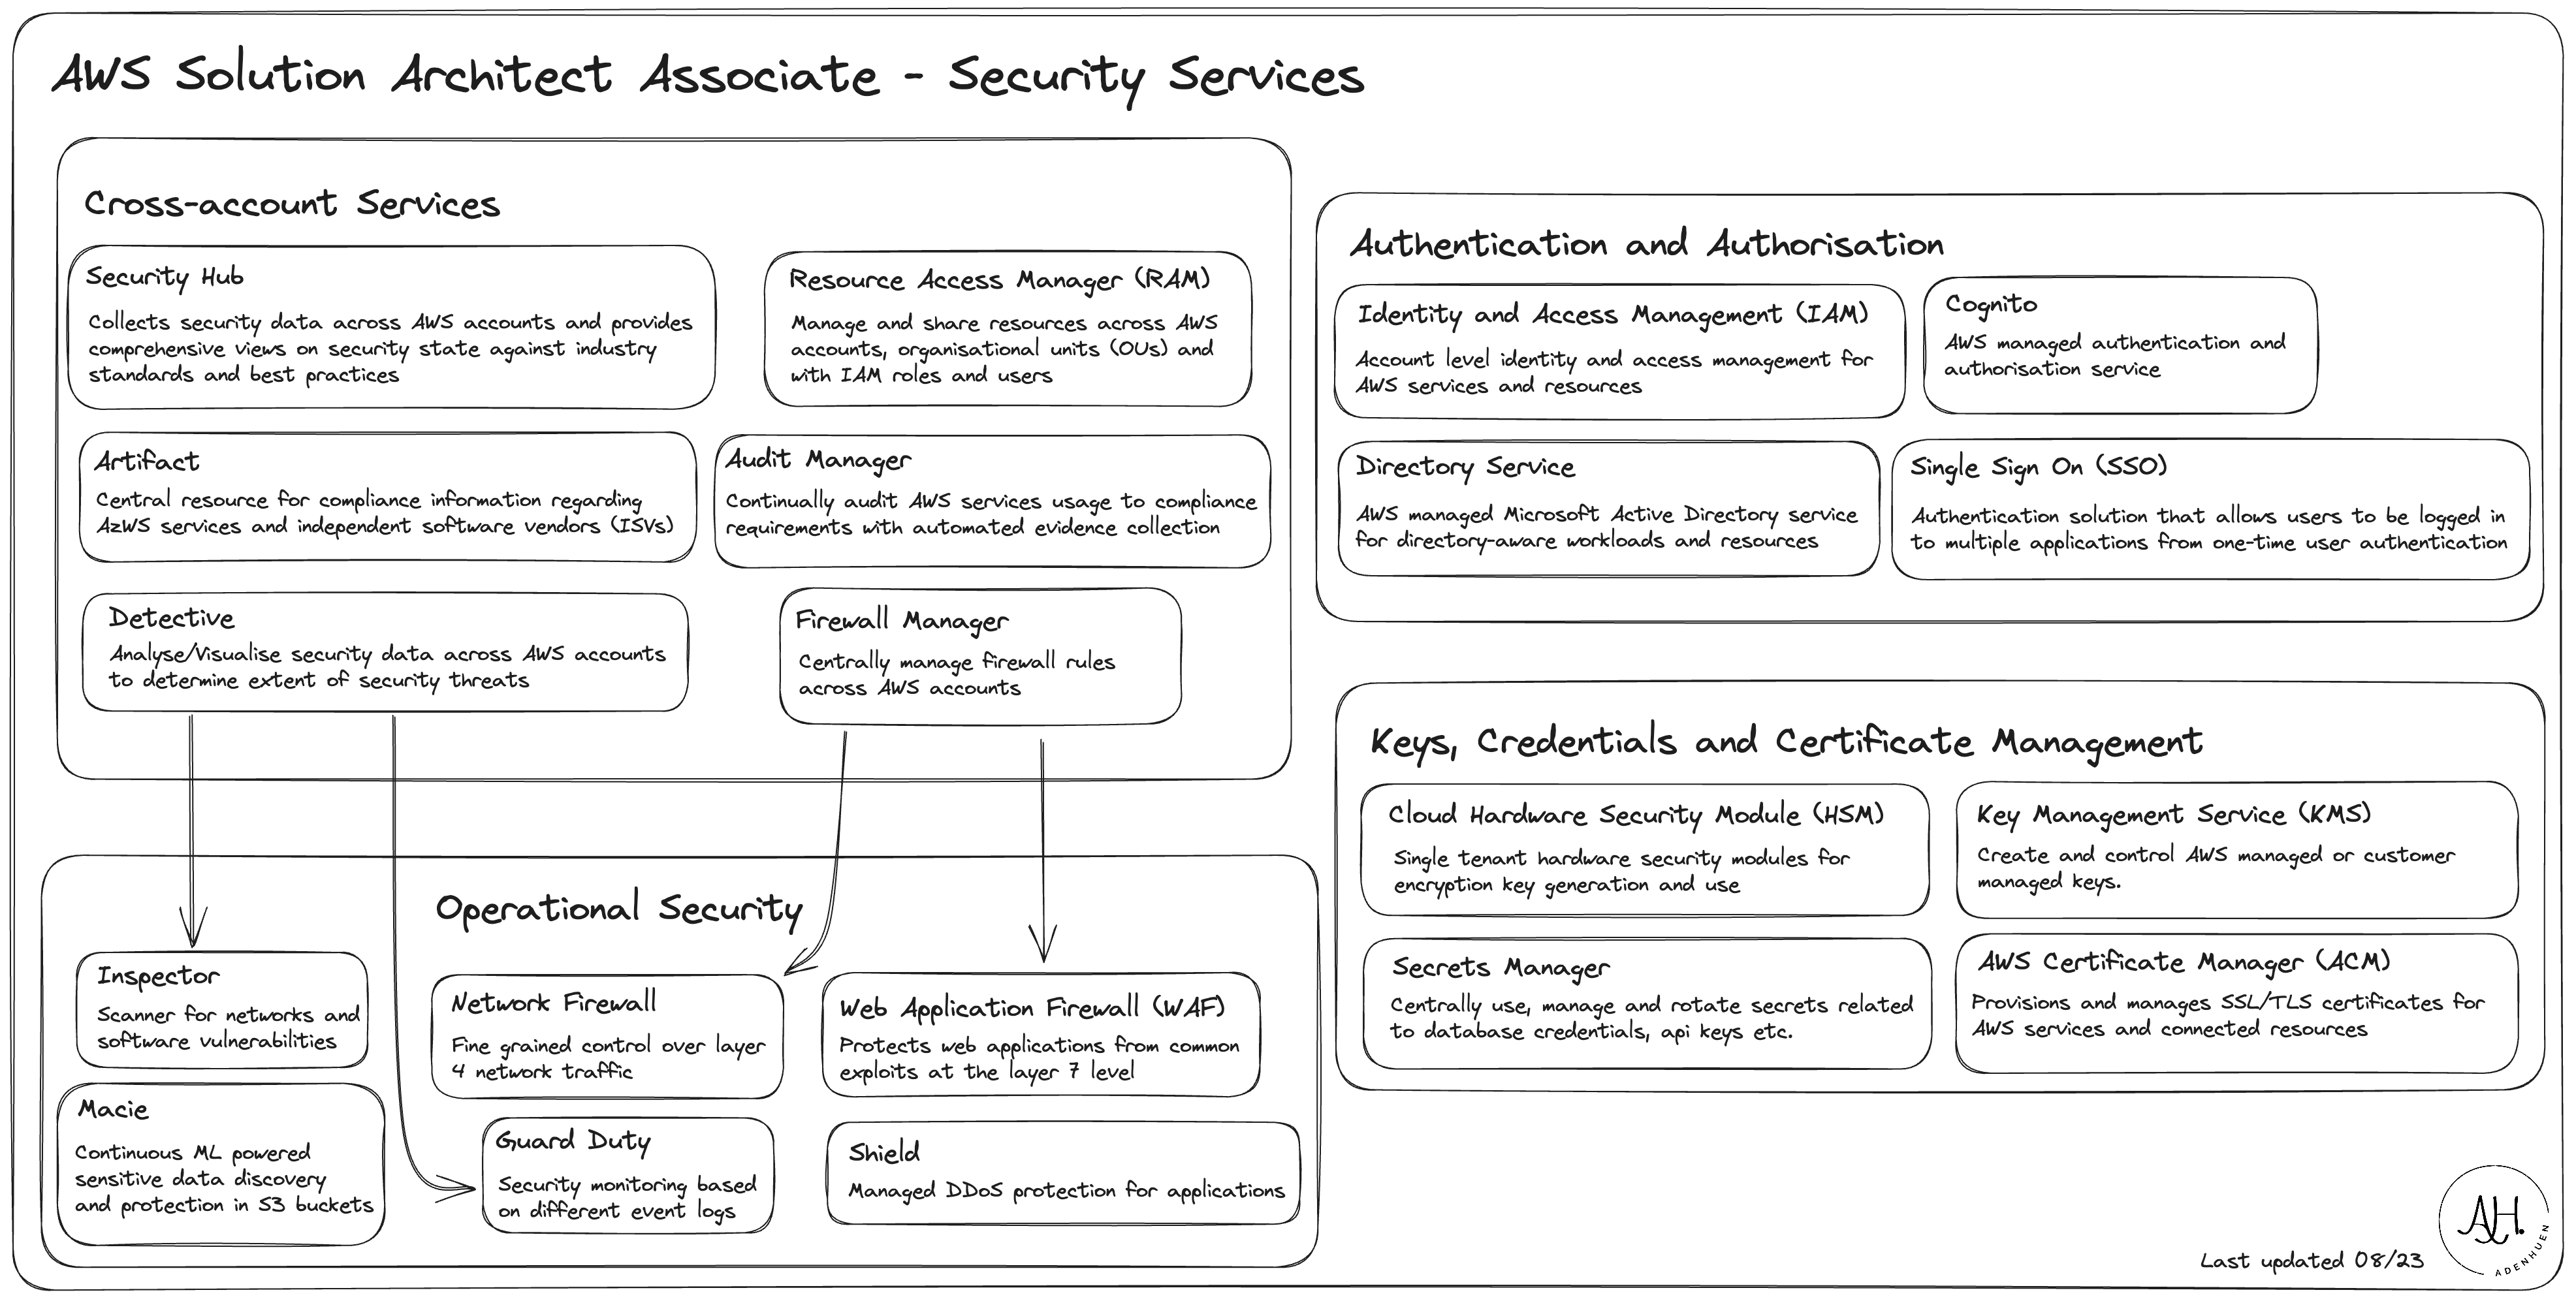 AWS Solution Architect Associate - Security Services
Cross-account Services
Security Hub
Collects security data across AWS accounts and provides
comprehensive views on security state against industry
standards and best practices
Resource Access Manager (RAM)
Manage and share resources across AWS
accounts, organisational units (OUs) and
with IAM roles and users
Artifact
Central resource for compliance information regarding
AzWS services and independent software vendors (ISVs)
Audit Manager
Continually audit AWS services usage to compliance
requirements with automated evidence collection
Detective
Analyse/Visualise security data across AWS accounts
to determine extent of security threats
Firewall Manager
Centrally manage firewall rules
across AWS accounts
Operational Security
Inspector
Scanner for networks and
software vulnerabilities
Network Firewall
Fine grained control over layer
4 network traffic
Web Application Firewall (WAF)
Protects web applications from common
exploits at the layer 7 level
Macie
Continuous ML powered
sensitive data discovery
and protection in S3 buckets
Guard Duty
Security monitoring based
on different event logs
Shield
Managed DDoS protection for applications
Authentication and Authorisation
Identity and Access Management (IAM)
Account level identity and access management for
AWS services and resources
Cognito
AWS managed authentication and
authorisation service
Directory Service
AWS managed Microsoft Active Directory service
for directory-aware workloads and resources
Single Sign On (SSO)
Authentication solution that allows users to be logged in
to multiple applications from one-time user authentication
Keys, Credentials and Certificate Management
Cloud Hardware Security Module (HSM)
Single tenant hardware security modules for
encryption key generation and use
Key Management Service (KMS)
Create and control AWS managed or customer
managed keys.
Secrets Manager
Centrally use, manage and rotate secrets related
to database credentials, api keys etc.
AWS Certificate Manager (ACM)
Provisions and manages SSL/TLS certificates for
AWS services and connected resources
Last updated 08/23
AH.
ADENHUEN